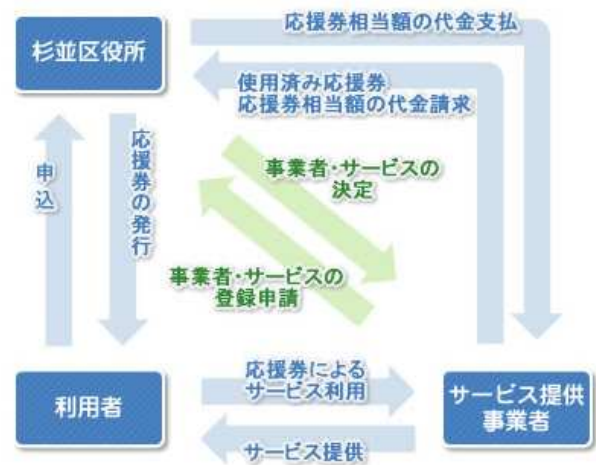 応援券相当額の代金支払
杉並区役所
使用済み応援券
応援券相当額の代金請求
申込
応援券の発行
事業者・サービスの
決定
事業者・サービスの
登録申請
利用者
応援券による
サービス利用
サービス提供
サービス提供
事業者